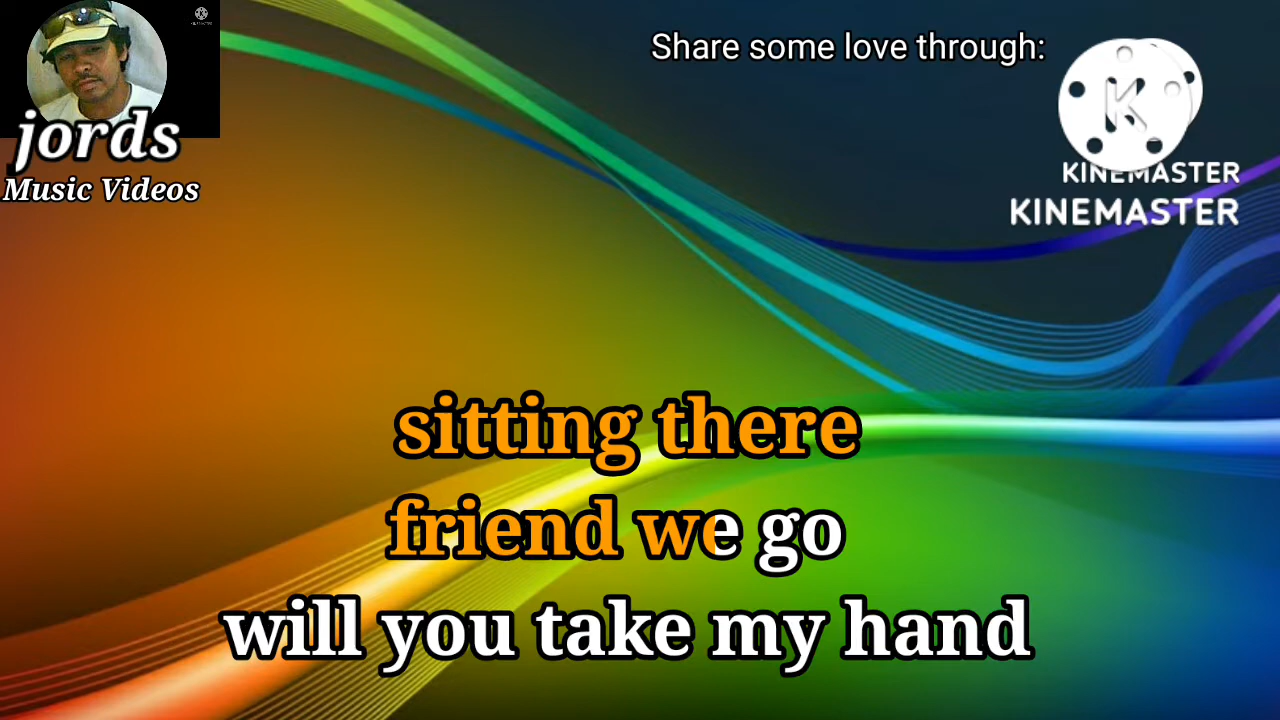 jords
Music Videos
Share some love through:
KINEMASTER
KINEMASTER
sitting there
friend we go
will you take my hand